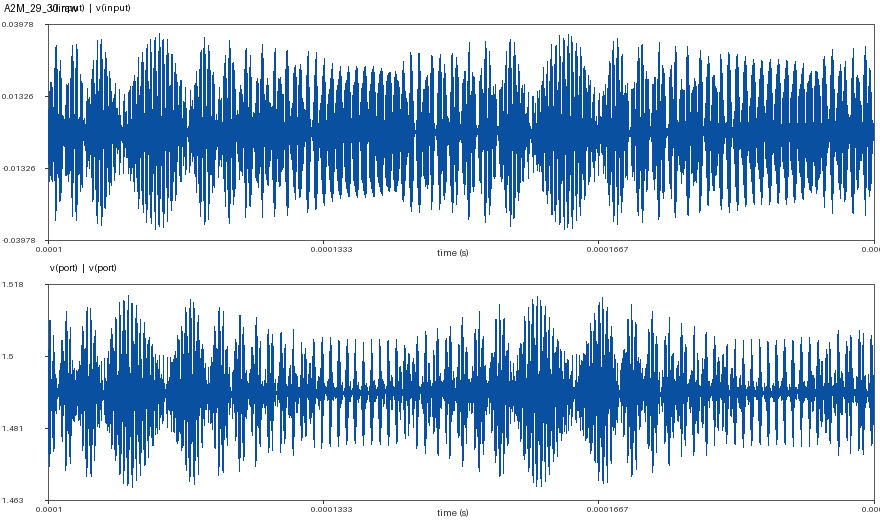 v(input) | v(input)
0.03978
0.01326
-0.01326
-0.03978
0.0001 0.0001333 0.0001667
time (s)
v(port) | v(port)
1.518
1.5
1.481
1.463
0.0001 0.0001333 0.0001667
time (s)